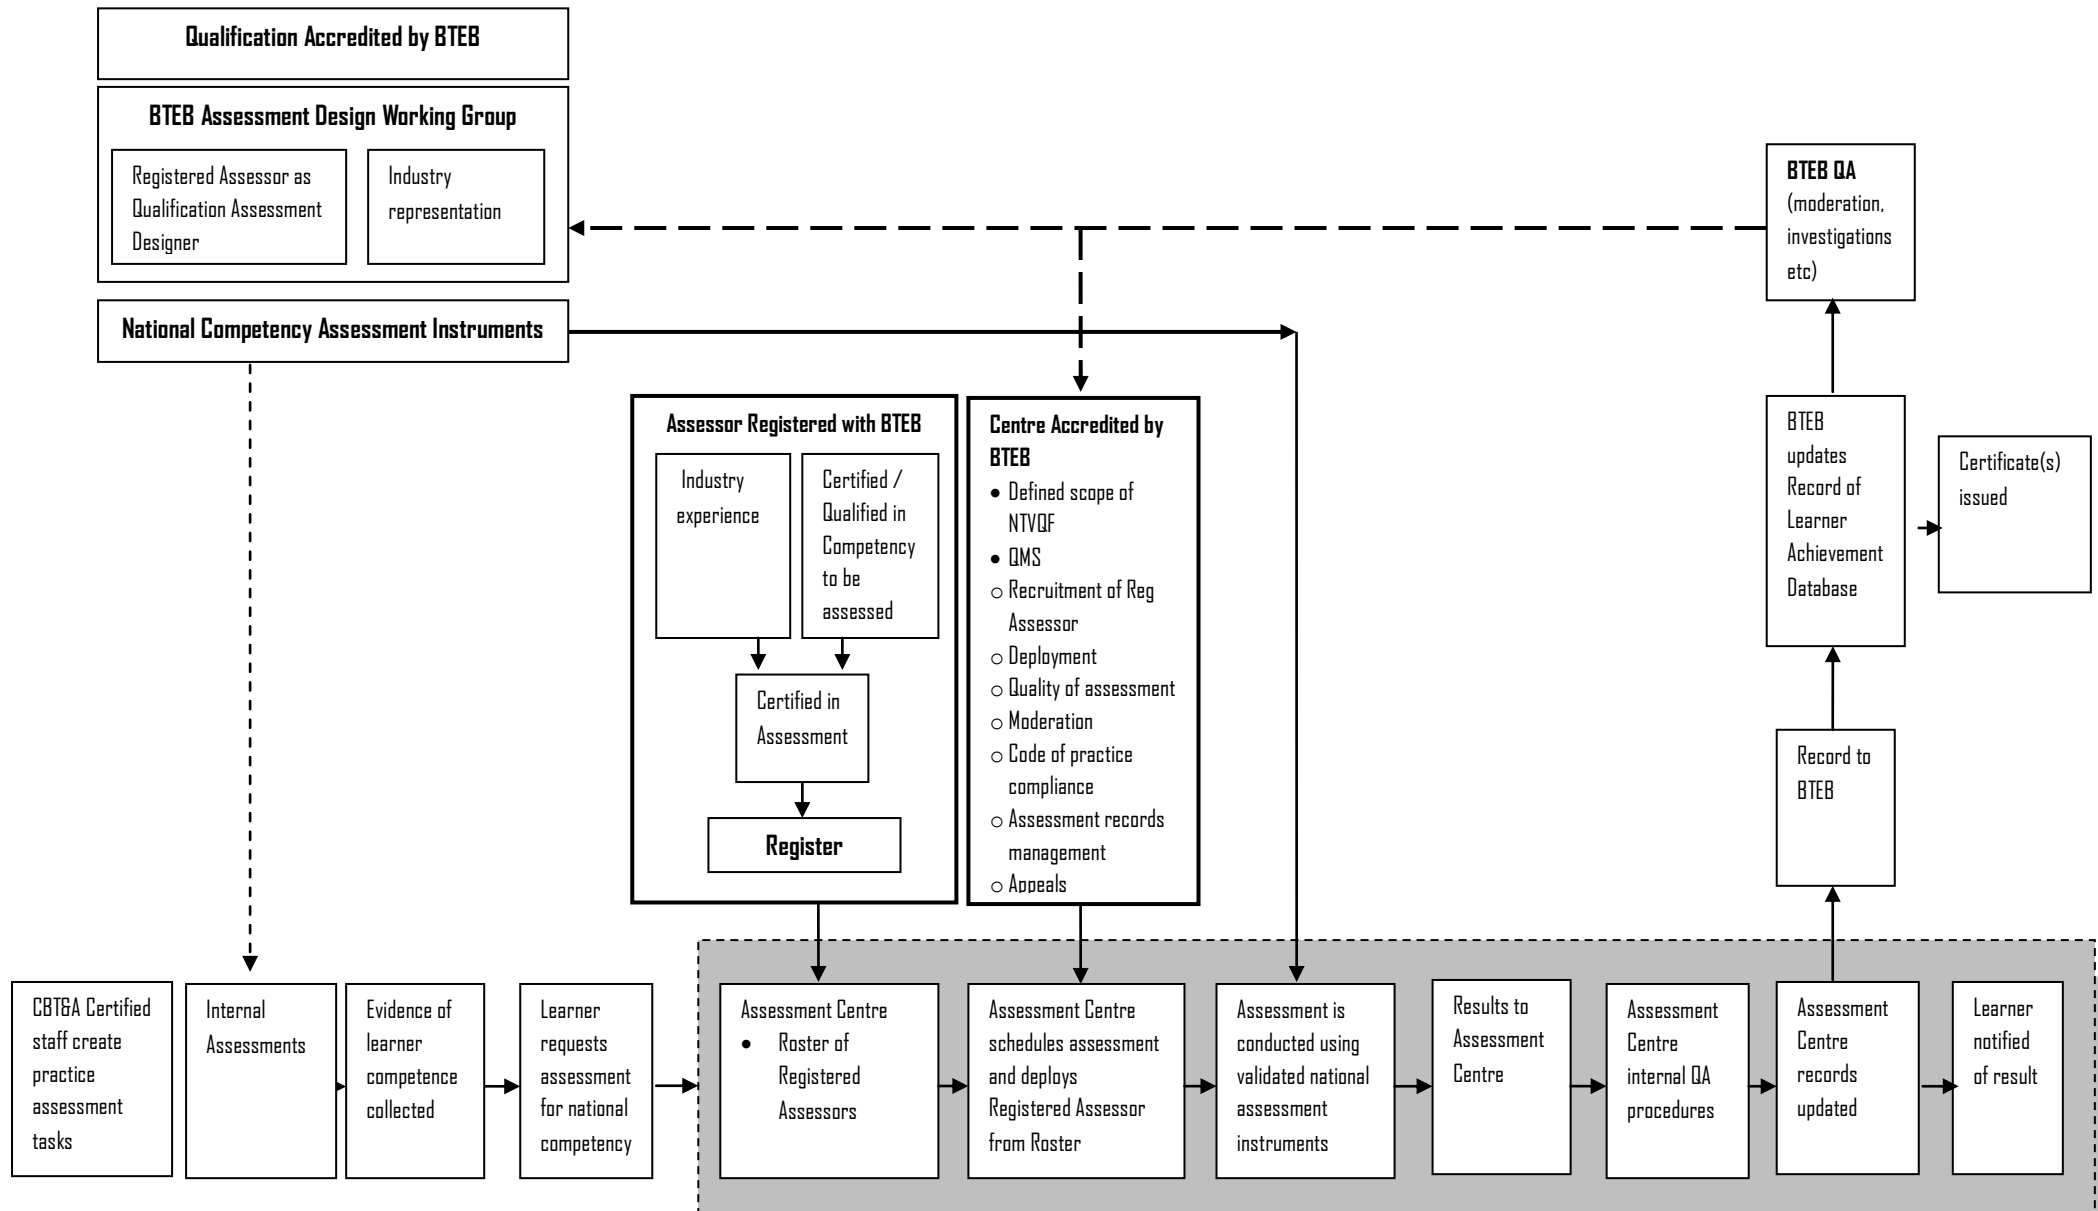 Qualification Accredited by BTEB
BTEB Assessment Design Working Group
Registered Assessor as
Qualification Assessment
Designer
Industry
representation
National Competency Assessment Instruments
BTEB QA
(moderation,
investigations
etc)
Assessor Registered with BTEB
Industry
experience
Certified /
Qualified in
Competency
to be
assessed
Certified in
Assessment
Register
Centre Accredited by
BTEB
• Defined scope of
NTVQF
• QMS
o Recruitment of Reg
Assessor
o Deployment
o Quality of assessment
o Moderation
o Code of practice
compliance
o Assessment records
management
o Appeals
BTEB
updates
Record of
Learner
Achievement
Database
Certificate(s)
issued
Record to
BTEB
CBT&A Certified
staff create
practice
assessment
tasks
Internal
Assessments
Evidence of
learner
competence
collected
Learner
requests
assessment
for national
competency
Assessment Centre
• Roster of
Registered
Assessors
Assessment Centre
schedules assessment
and deploys
Registered Assessor
from Roster
Assessment is
conducted using
validated national
assessment
instruments
Results to
Assessment
Centre
Assessment
Centre
internal QA
procedures
Assessment
Centre
records
updated
Learner
notified
of result